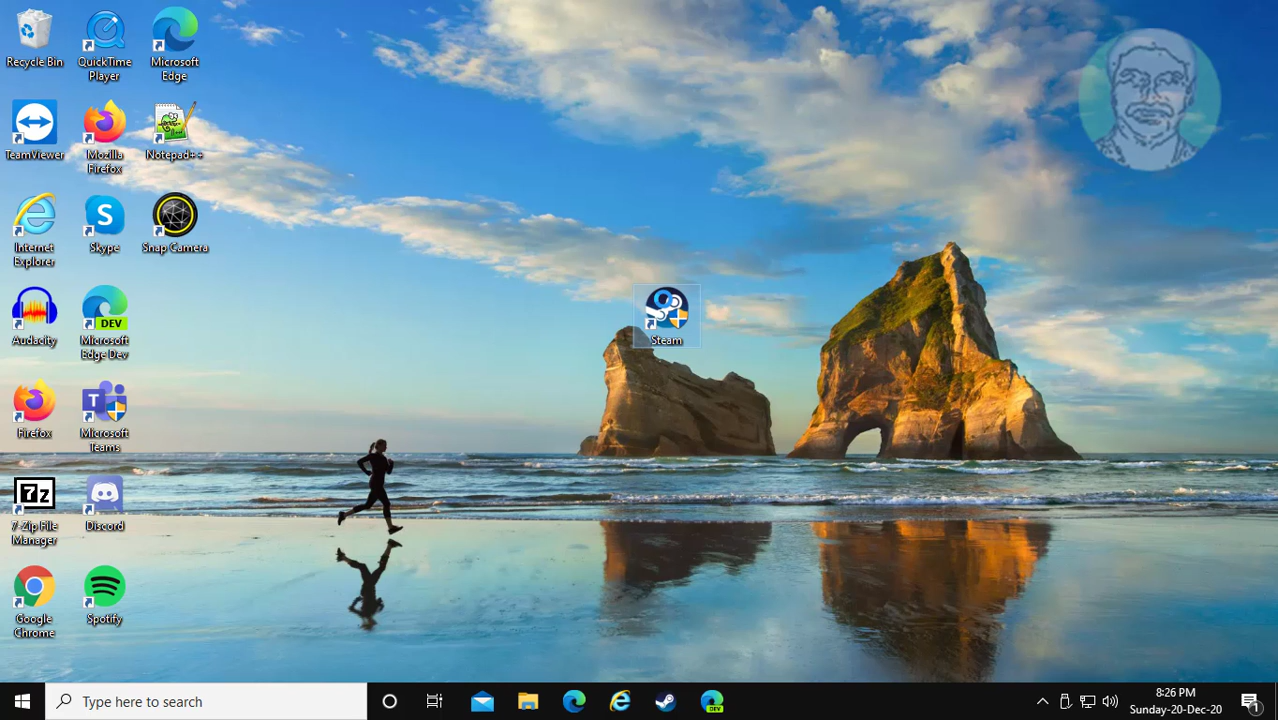 Recycle Bin
QuickTime
Player
Microsoft
Edge
TeamViewer
Mozilla
Firefox
Notepad++
Internet
Explorer
Skype
Snap Camera
Audacity
DEV
Microsoft
Edge Dev
Steam
Firefox
T
Microsoft
Teams
7z
7-Zip File
Manager
Discord
Google
Chrome
Spotify
Type here to search
DEV
8:26 PM
Sunday-20-Dec-20
1